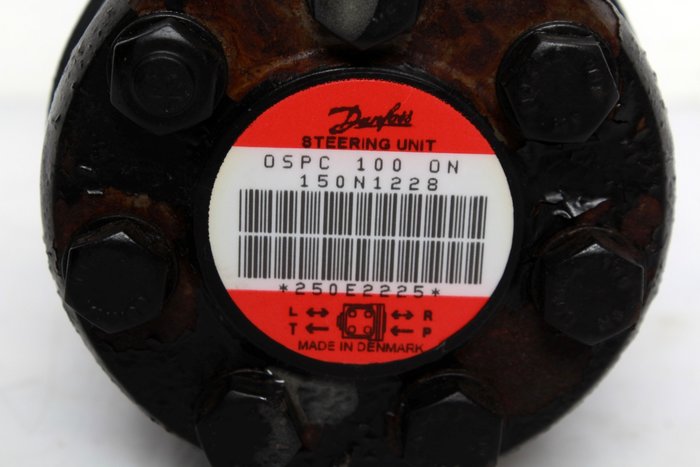 Danfoss
STEERING UNIT
OSPC 100 ON
150N1228
*250E2225*
L ↔ ↔ R
T ← ← P
MADE IN DENMARK